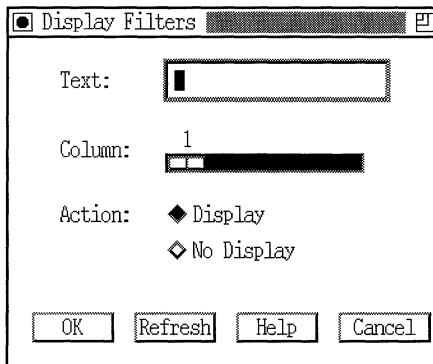 Display Filters
Text:
1
Column:
Action: Display
No Display
OK Refresh Help Cancel